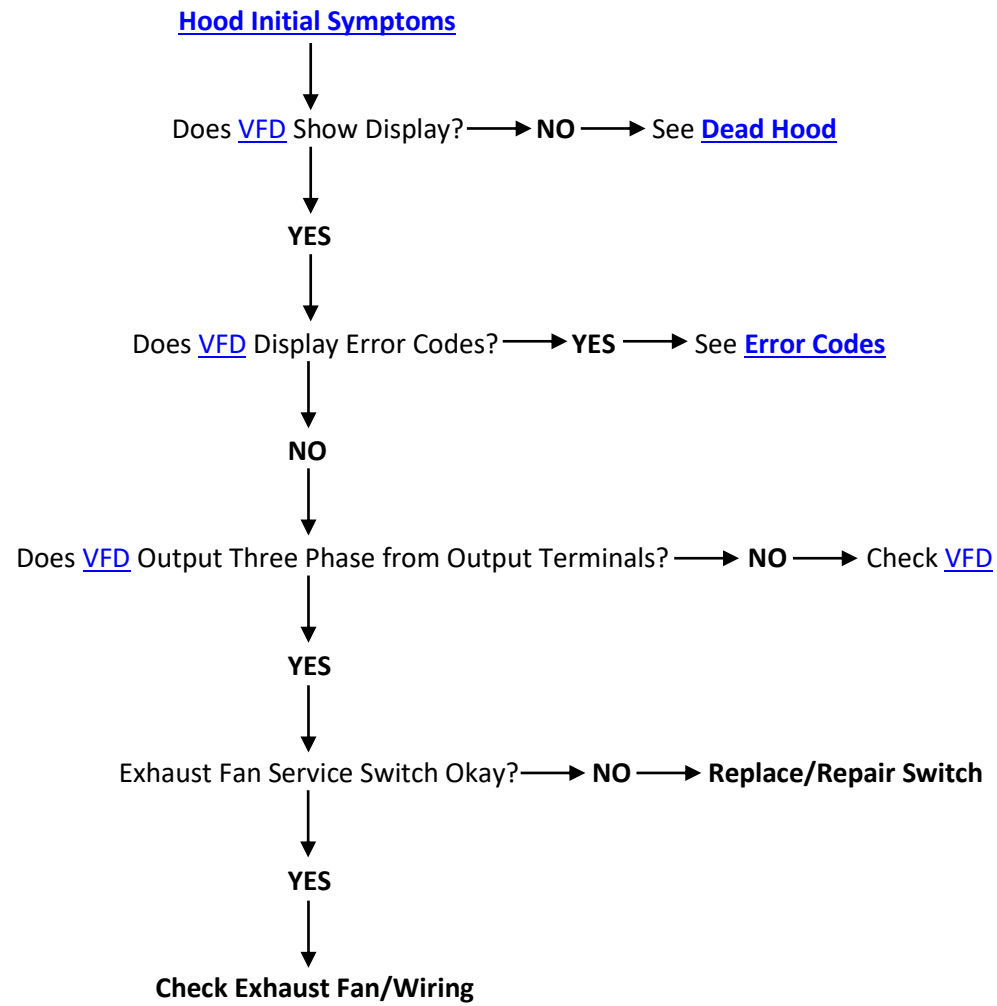 Hood Initial Symptoms
Does VFD Show Display? NO See Dead Hood
YES
Does VFD Display Error Codes? YES See Error Codes
NO
Does VFD Output Three Phase from Output Terminals? NO Check VFD
YES
Exhaust Fan Service Switch Okay? NO Replace/Repair Switch
YES
Check Exhaust Fan/Wiring